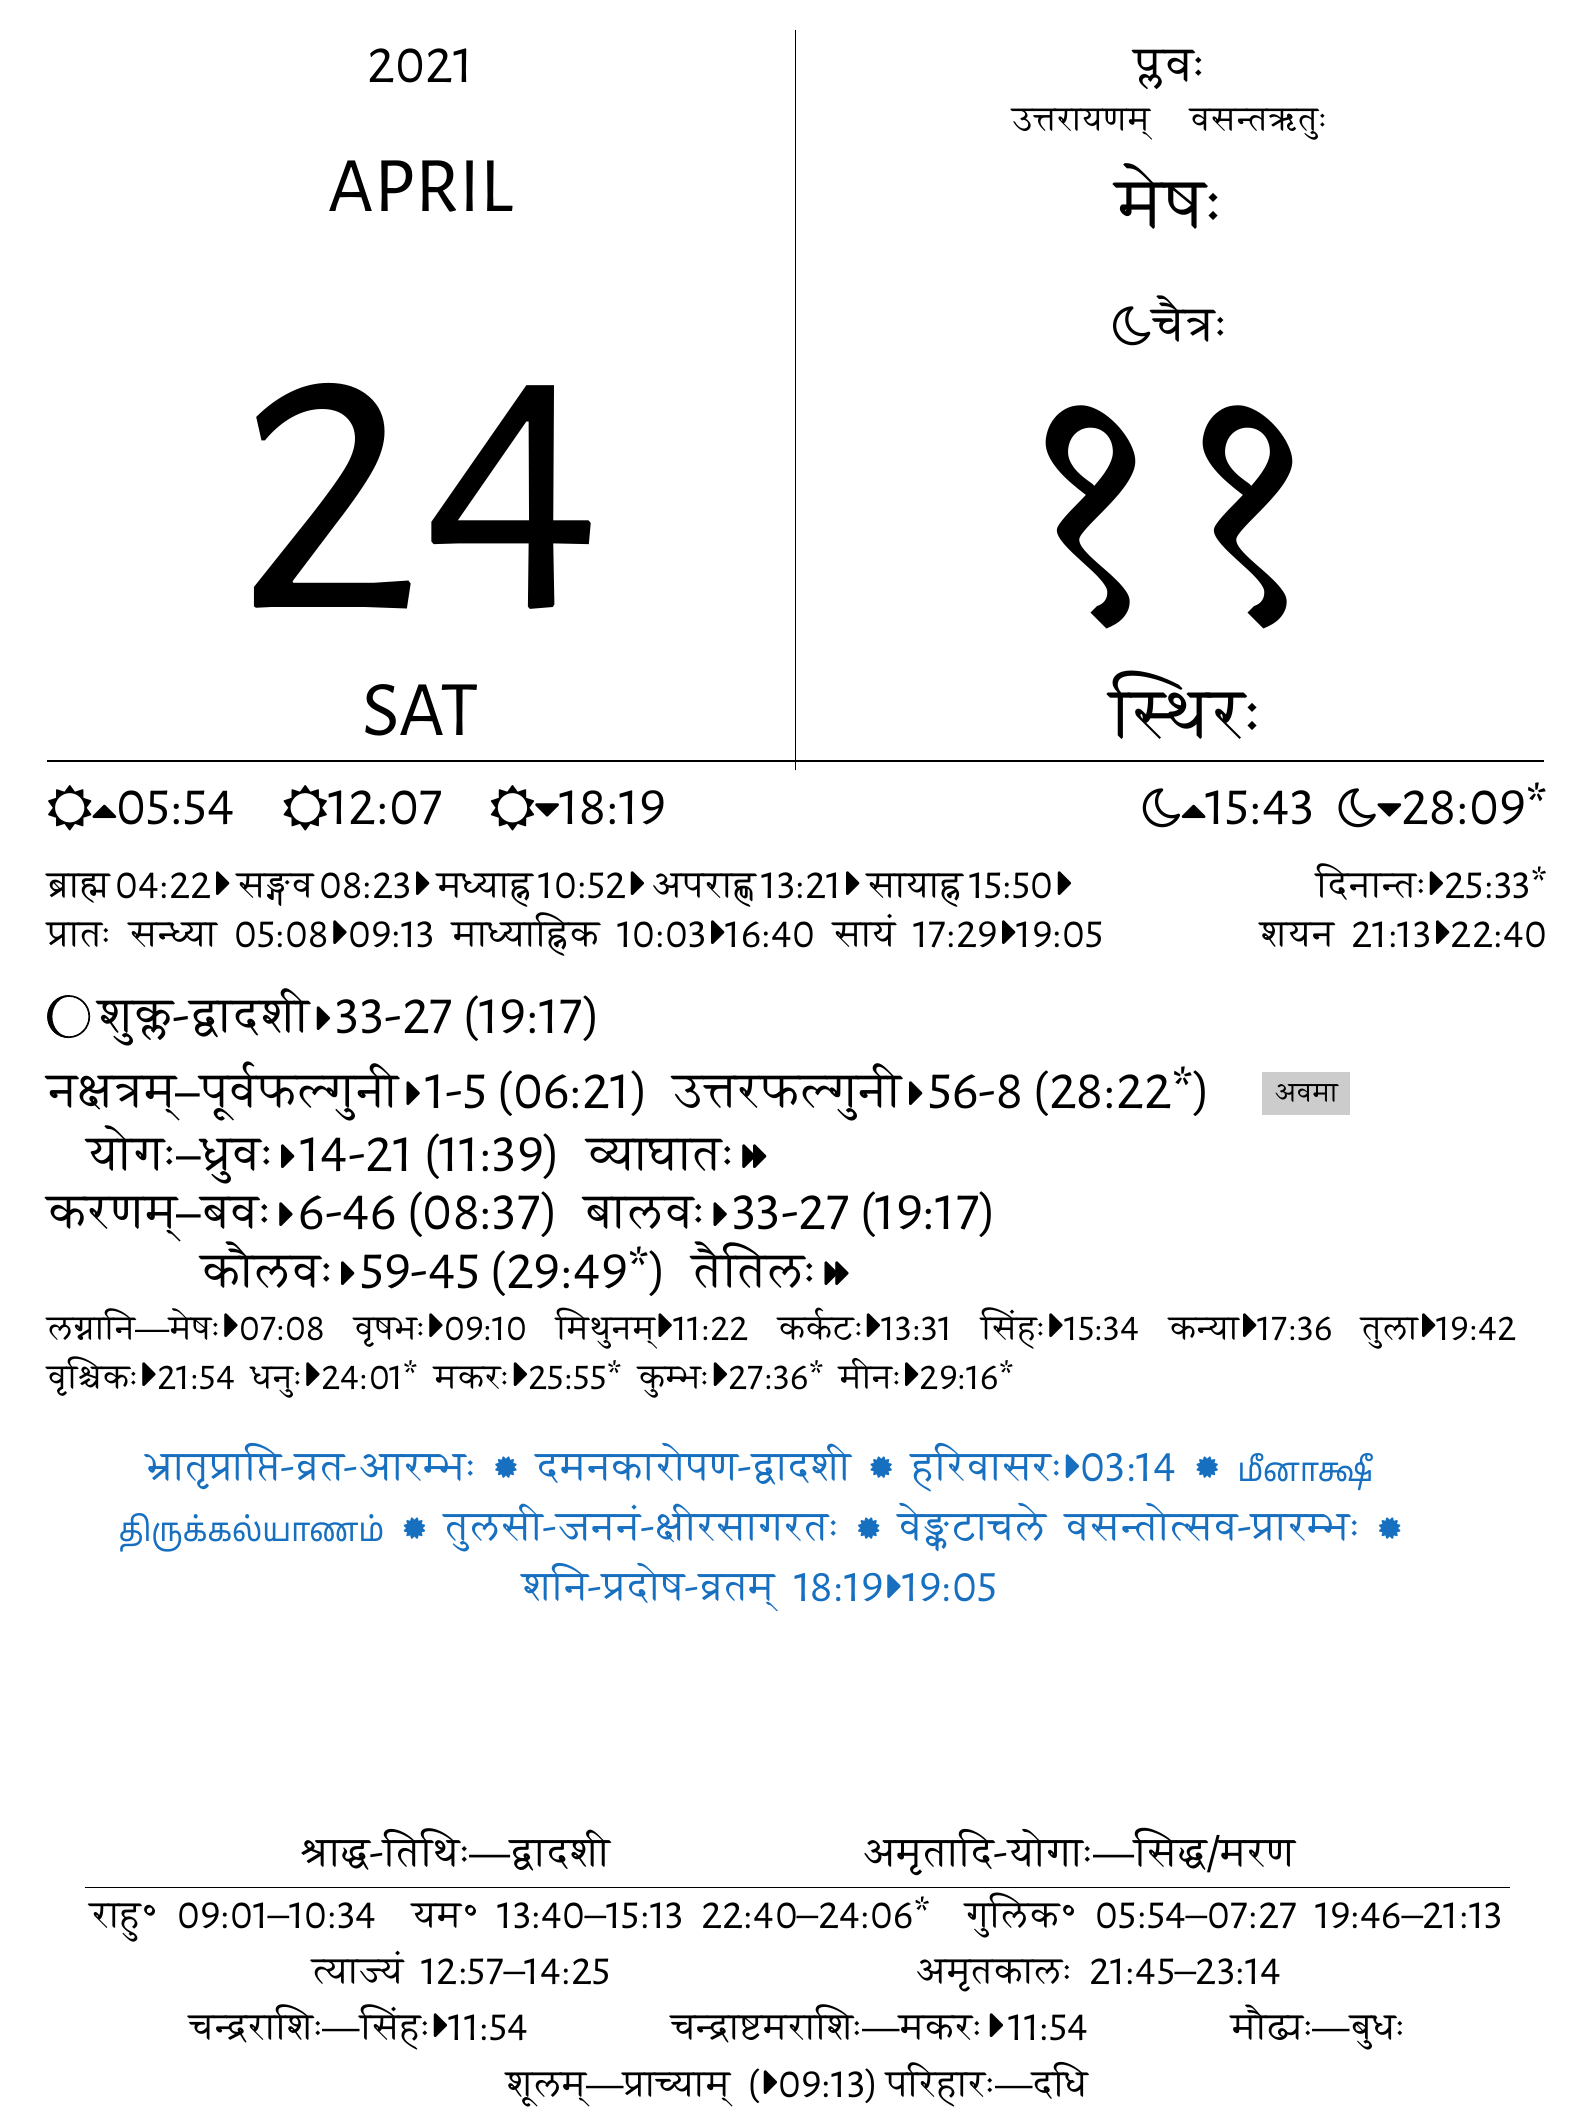 2021
APRIL
24
SAT
प्लवः
उत्तरायणम् वसन्तऋतुः
मेषः
चैत्रः
११
स्थिरः
05:54 12:07 18:19 15:43 28:09*
ब्राह्म 04:22 सङ्गव 08:23 मध्याह्न 10:52 अपराह्ण 13:21 सायाह्न 15:50 दिनान्तः 25:33*
प्रातः सन्ध्या 05:08 09:13 माध्याह्निक 10:03 16:40 सायं 17:29 19:05 शयन 21:13 22:40
शुक्ल-द्वादशी 33-27 (19:17)
नक्षत्रम्–पूर्वफल्गुनी 1-5 (06:21) उत्तरफल्गुनी 56-8 (28:22*) अवमा
योगः–ध्रुवः 14-21 (11:39) व्याघातः
करणम्–बवः 6-46 (08:37) बालवः 33-27 (19:17)
कौलवः 59-45 (29:49*) तैतिलः
लग्नानि—मेषः 07:08 वृषभः 09:10 मिथुनम् 11:22 कर्कटः 13:31 सिंहः 15:34 कन्या 17:36 तुला 19:42
वृश्चिकः 21:54 धनुः 24:01* मकरः 25:55* कुम्भः 27:36* मीनः 29:16*
भ्रातृप्राप्ति-व्रत-आरम्भः ✹ दमनकारोपण-द्वादशी ✹ हरिवासरः 03:14 ✹ மீனாக்ஷீ
திருக்கல்யாணம் ✹ तुलसी-जननं-क्षीरसागरतः ✹ वेङ्कटाचले वसन्तोत्सव-प्रारम्भः ✹
शनि-प्रदोष-व्रतम् 18:19 19:05
श्राद्ध-तिथिः—द्वादशी अमृतादि-योगाः—सिद्ध/मरण
राहु॰ 09:01–10:34 यम॰ 13:40–15:13 22:40–24:06* गुलिक॰ 05:54–07:27 19:46–21:13
त्याज्यं 12:57–14:25 अमृतकालः 21:45–23:14
चन्द्रराशिः—सिंहः 11:54 चन्द्राष्टमराशिः—मकरः 11:54 मौढ्यः—बुधः
शूलम्—प्राच्याम् ( 09:13) परिहारः—दधि